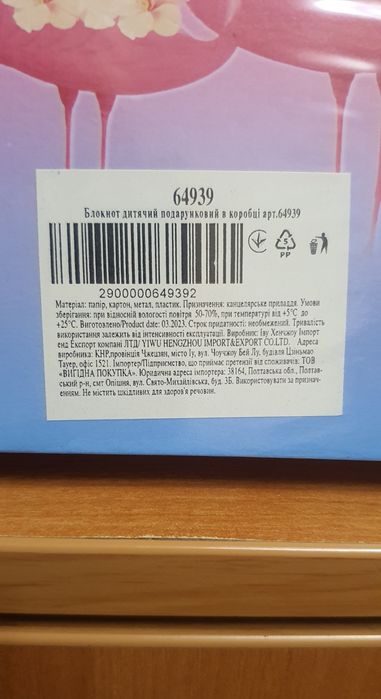 64939
Блокнот дитячий подарунковий в коробці арт.64939
5
PP
2900000649392
Матеріал: папір, картон, метал, пластик. Призначення: канцелярське приладдя. Умови
зберігання: при відносній вологості повітря 50-70%, при температурі від +5°C до
+25°C. Виготовлено/Product date: 03.2023. Строк придатності: необмежений. Тривалість
використання залежить від інтенсивності експлуатації. Виробник: Іву Хенчжоу Імпорт
енд Експорт компані ЛТД/ YIWU HENGZHOU IMPORT&EXPORT CO.LTD. Адреса
виробника: КНР,провінція Чжецзян, місто Іу, вул. Чоучжоу Бей Лу, будівля Цзіньмао
Тауер, офіс 1521. Імпортер/Підприємство, що приймає претензії від споживачів: ТОВ
«ВИГІДНА ПОКУПКА». Юридична адреса імпортера: 38164, Полтавська обл., Полтав-
ський р-н, смт Опішня, вул. Свято-Михайлівська, буд. 3Б. Використовувати за призначен-
енням. Не містить шкідливих для здоров'я речовин.